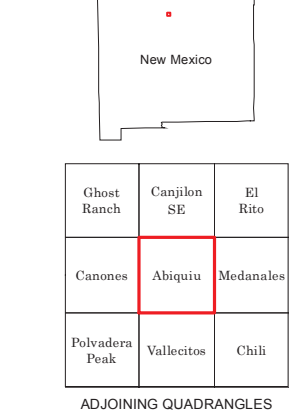 New Mexico
Ghost
Ranch
Canjilon
SE
El
Rito
Canones
Abiquiu
Medanales
Polvadera
Peak
Vallecitos
Chili
ADJOINING QUADRANGLES